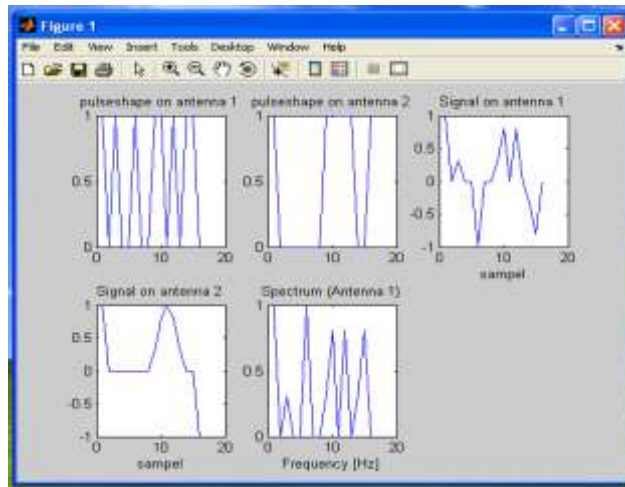 Figure 1
File Edit View Insert Tools Desktop Window Help
pulseshape on antenna 1
pulseshape on antenna 2
Signal on antenna 1
1
0.5
0
0 10 20
1
0.5
0
0 10 20
1
0.5
0
-0.5
-1
0 10 20
sampel
Signal on antenna 2
Spectrum (Antenna 1)
1
0.5
0
-0.5
-1
0 10 20
sampel
1
0.5
0
0 10 20
Frequency [Hz]